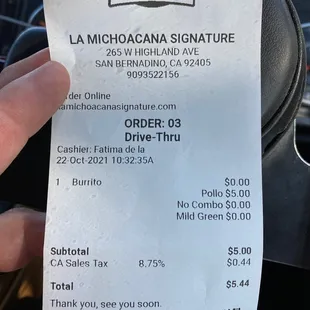 LA MICHOACANA SIGNATURE
265 W HIGHLAND AVE
SAN BERNADINO, CA 92405
9093522156
Order Online
lamichoacanasignature.com
ORDER: 03
Drive-Thru
Cashier: Fatima de la
22-Oct-2021 10:32:35A
1 Burrito $0.00
Pollo $5.00
No Combo $0.00
Mild Green $0.00
Subtotal $5.00
CA Sales Tax 8.75% $0.44
Total $5.44
Thank you, see you soon.